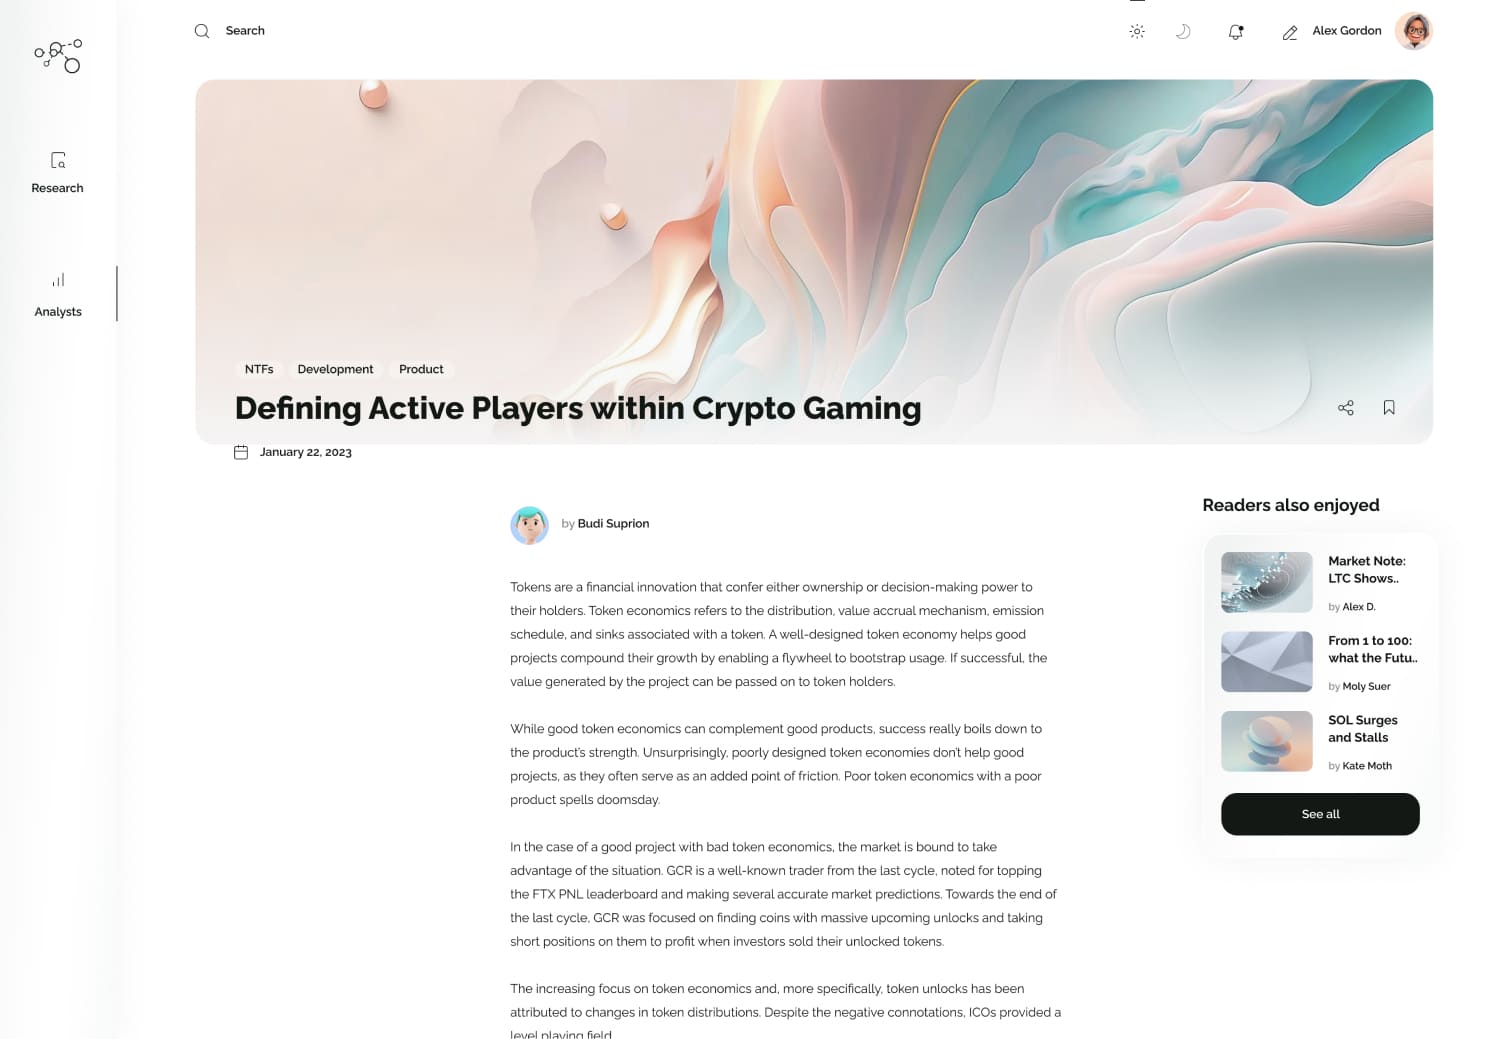 Search
Alex Gordon
Research
Analysts
NTFs
Development
Product
Defining Active Players within Crypto Gaming
January 22, 2023
by Budi Suprion
Tokens are a financial innovation that confer either ownership or decision-making power to
their holders. Token economics refers to the distribution, value accrual mechanism, emission
schedule, and sinks associated with a token. A well-designed token economy helps good
projects compound their growth by enabling a flywheel to bootstrap usage. If successful, the
value generated by the project can be passed on to token holders.
While good token economics can complement good products, success really boils down to
the product's strength. Unsurprisingly, poorly designed token economies don't help good
projects, as they often serve as an added point of friction. Poor token economics with a poor
product spells doomsday.
In the case of a good project with bad token economics, the market is bound to take
advantage of the situation. GCR is a well-known trader from the last cycle, noted for topping
the FTX PNL leaderboard and making several accurate market predictions. Towards the end of
the last cycle, GCR was focused on finding coins with massive upcoming unlocks and taking
short positions on them to profit when investors sold their unlocked tokens.
The increasing focus on token economics and, more specifically, token unlocks has been
attributed to changes in token distributions. Despite the negative connotations, ICOs provided a
level playing field
Readers also enjoyed
Market Note:
LTC Shows..
by Alex D.
From 1 to 100:
what the Futu..
by Moly Suer
SOL Surges
and Stalls
by Kate Moth
See all